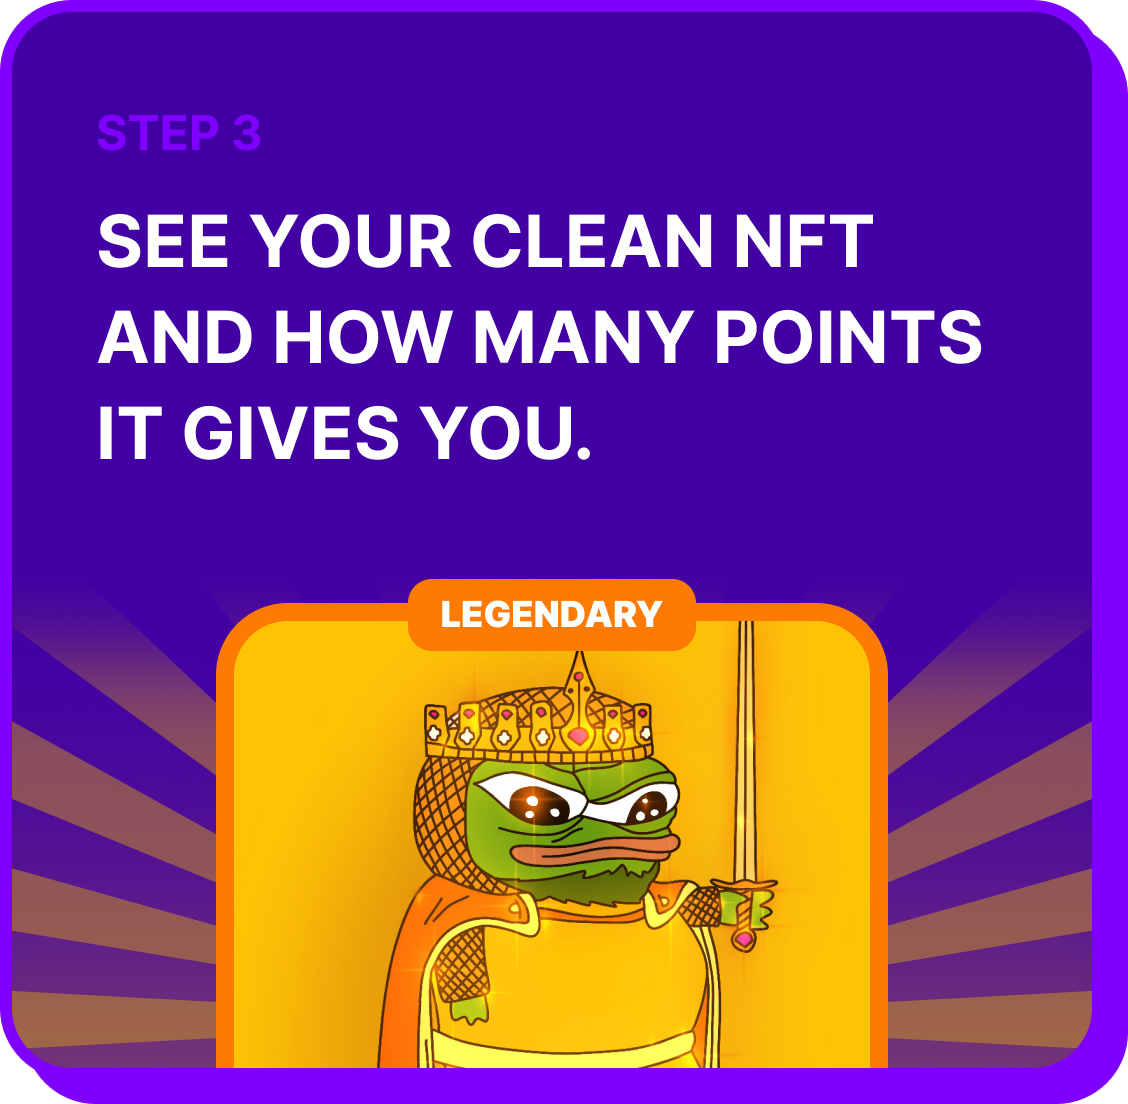 STEP 3
SEE YOUR CLEAN NFT
AND HOW MANY POINTS
IT GIVES YOU.
LEGENDARY